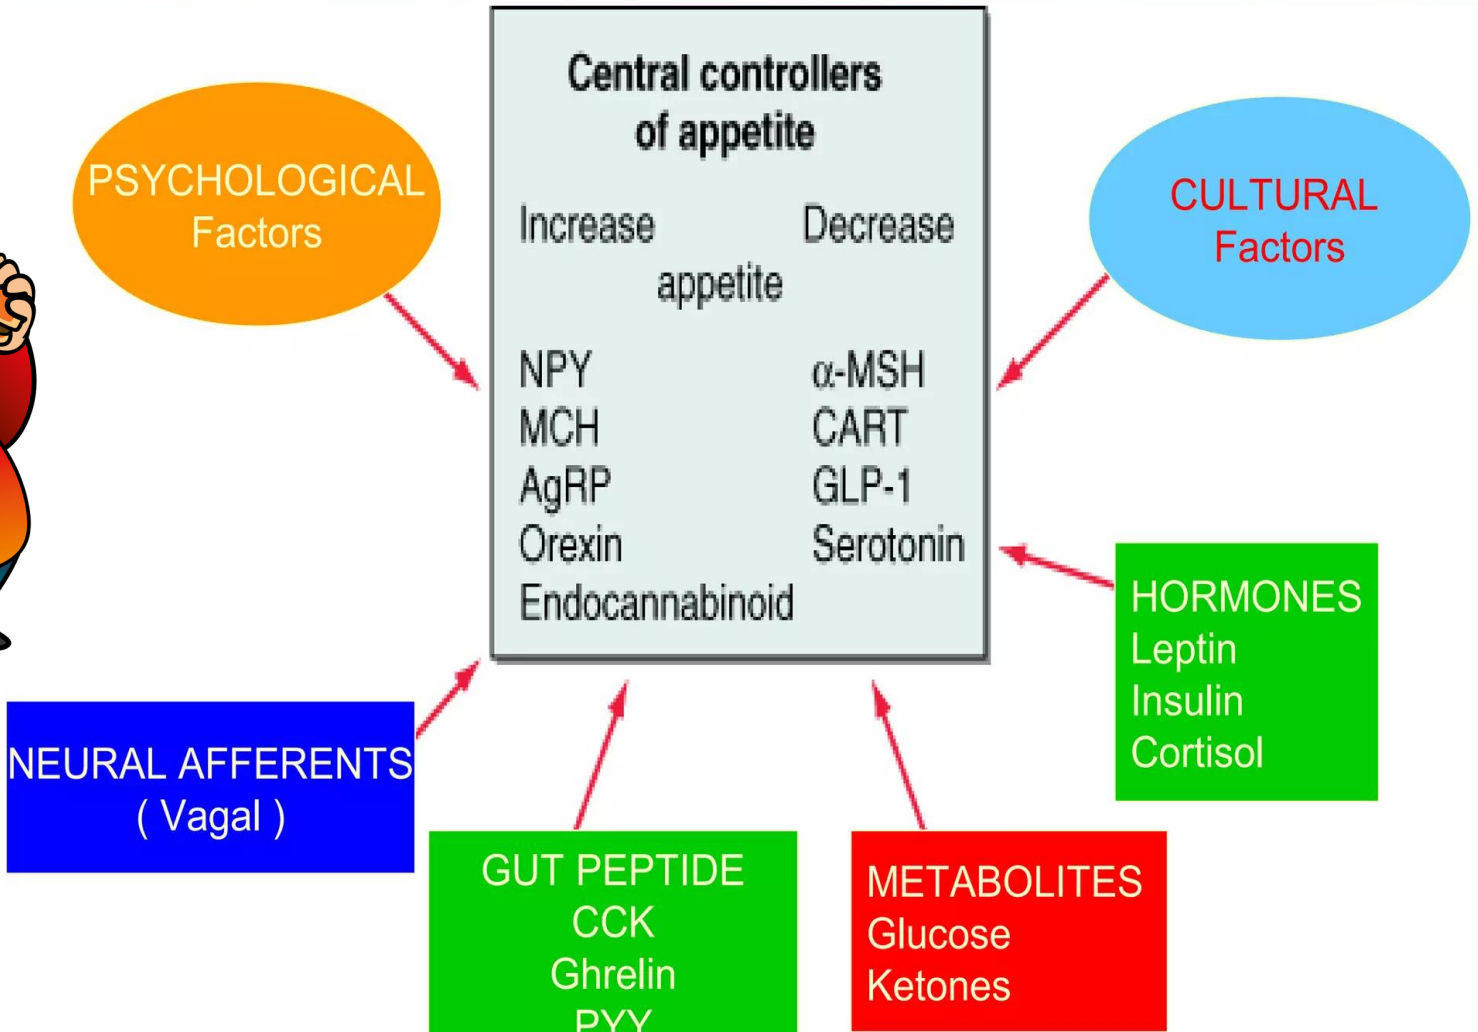 Central controllers
of appetite
Increase Decrease
appetite
NPY α-MSH
MCH CART
AgRP GLP-1
Orexin Serotonin
Endocannabinoid
PSYCHOLOGICAL
Factors
CULTURAL
Factors
HORMONES
Leptin
Insulin
Cortisol
NEURAL AFFERENTS
( Vagal )
GUT PEPTIDE
CCK
Ghrelin
PYY
METABOLITES
Glucose
Ketones